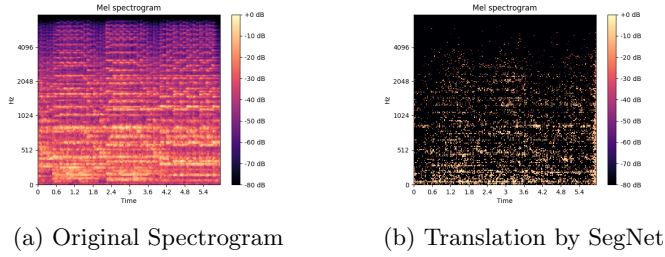 Mel spectrogram
4096
2048
1024
512
0
Hz
0 0.6 1.2 1.8 2.4 3 3.6 4.2 4.8 5.4
Time
+0 dB
-10 dB
-20 dB
-30 dB
-40 dB
-50 dB
-60 dB
-70 dB
-80 dB
(a) Original Spectrogram
Mel spectrogram
4096
2048
1024
512
0
Hz
0 0.6 1.2 1.8 2.4 3 3.6 4.2 4.8 5.4
Time
+0 dB
-10 dB
-20 dB
-30 dB
-40 dB
-50 dB
-60 dB
-70 dB
-80 dB
(b) Translation by SegNet